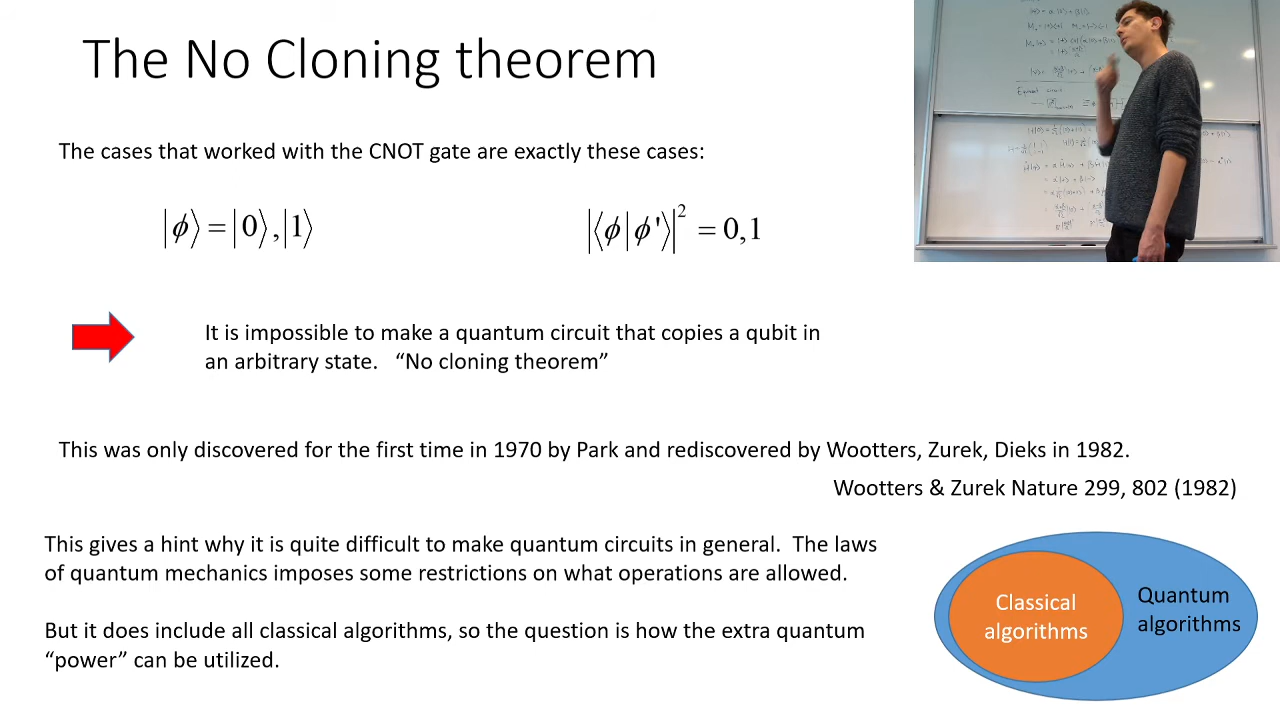 The No Cloning theorem
The cases that worked with the CNOT gate are exactly these cases:
|ϕ⟩ = |0⟩,|1⟩
|⟨ϕ|ϕ'⟩|² = 0,1
It is impossible to make a quantum circuit that copies a qubit in
an arbitrary state. “No cloning theorem”
This was only discovered for the first time in 1970 by Park and rediscovered by Wootters, Zurek, Dieks in 1982.
Wootters & Zurek Nature 299, 802 (1982)
This gives a hint why it is quite difficult to make quantum circuits in general. The laws
of quantum mechanics imposes some restrictions on what operations are allowed.
But it does include all classical algorithms, so the question is how the extra quantum
“power” can be utilized.
Classical
algorithms
Quantum
algorithms